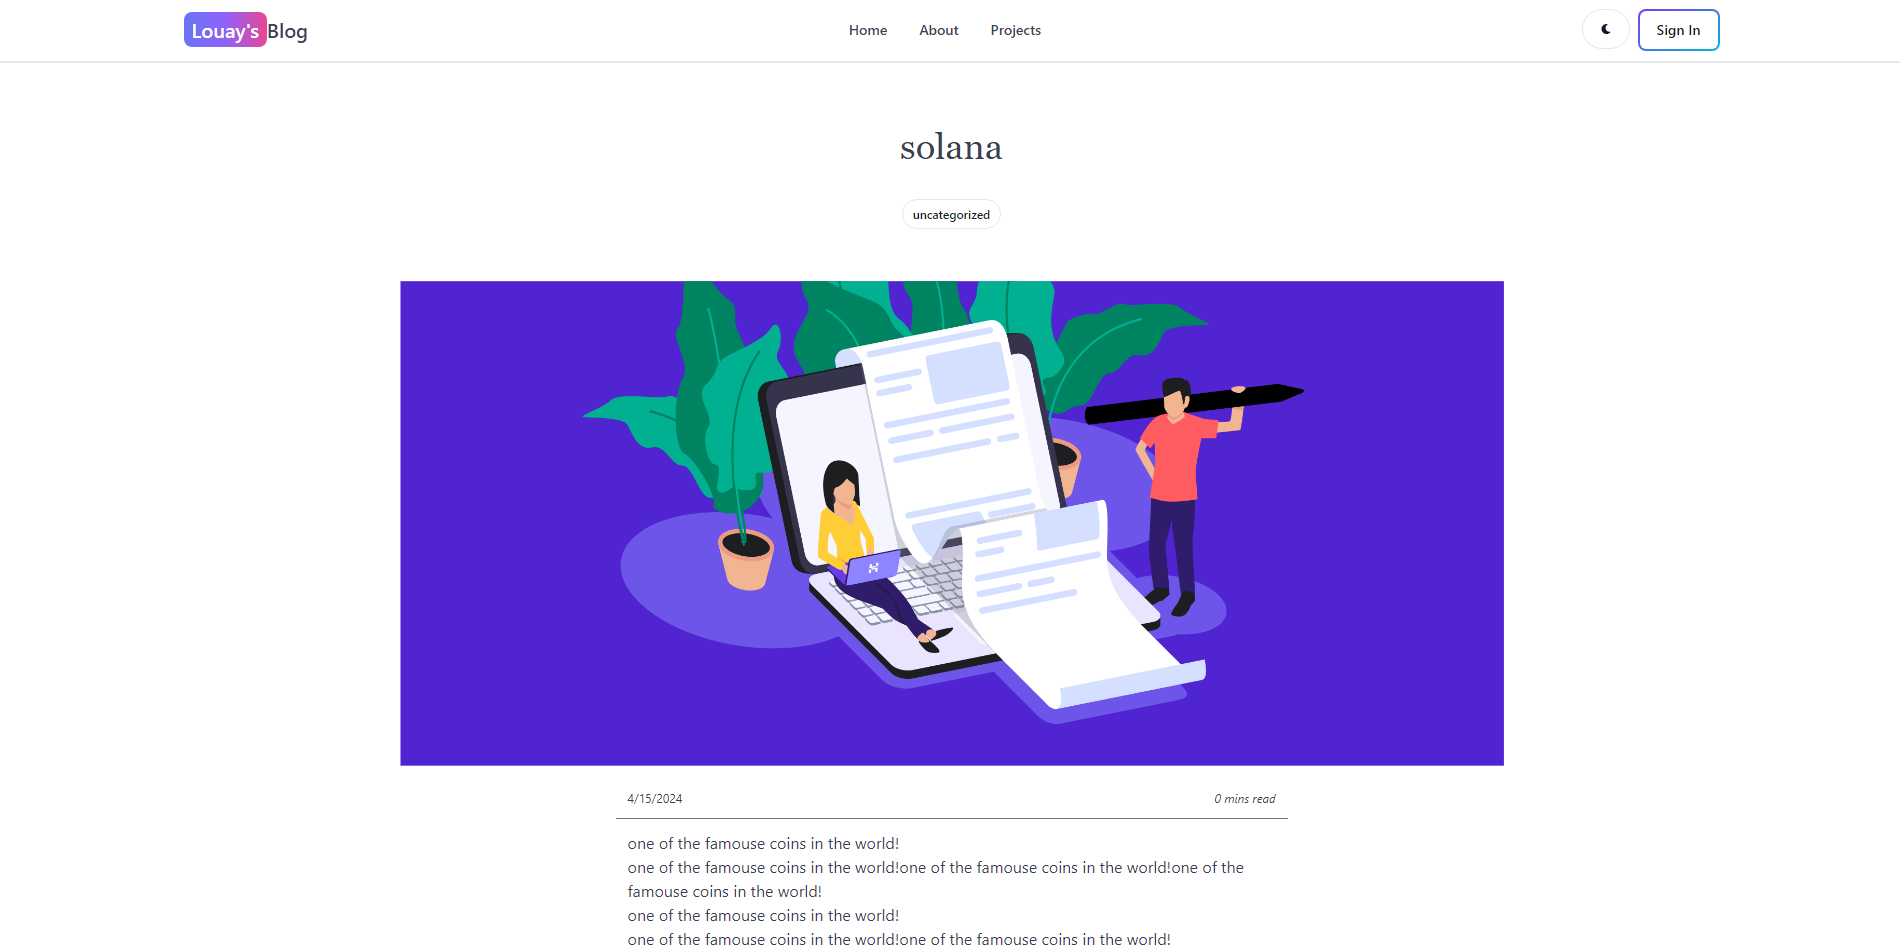 Louay's Blog
Home About Projects
Sign In
solana
uncategorized
4/15/2024 0 mins read
one of the famouse coins in the world!
one of the famouse coins in the world!one of the famouse coins in the world!one of the
famouse coins in the world!
one of the famouse coins in the world!
one of the famouse coins in the world!one of the famouse coins in the world!